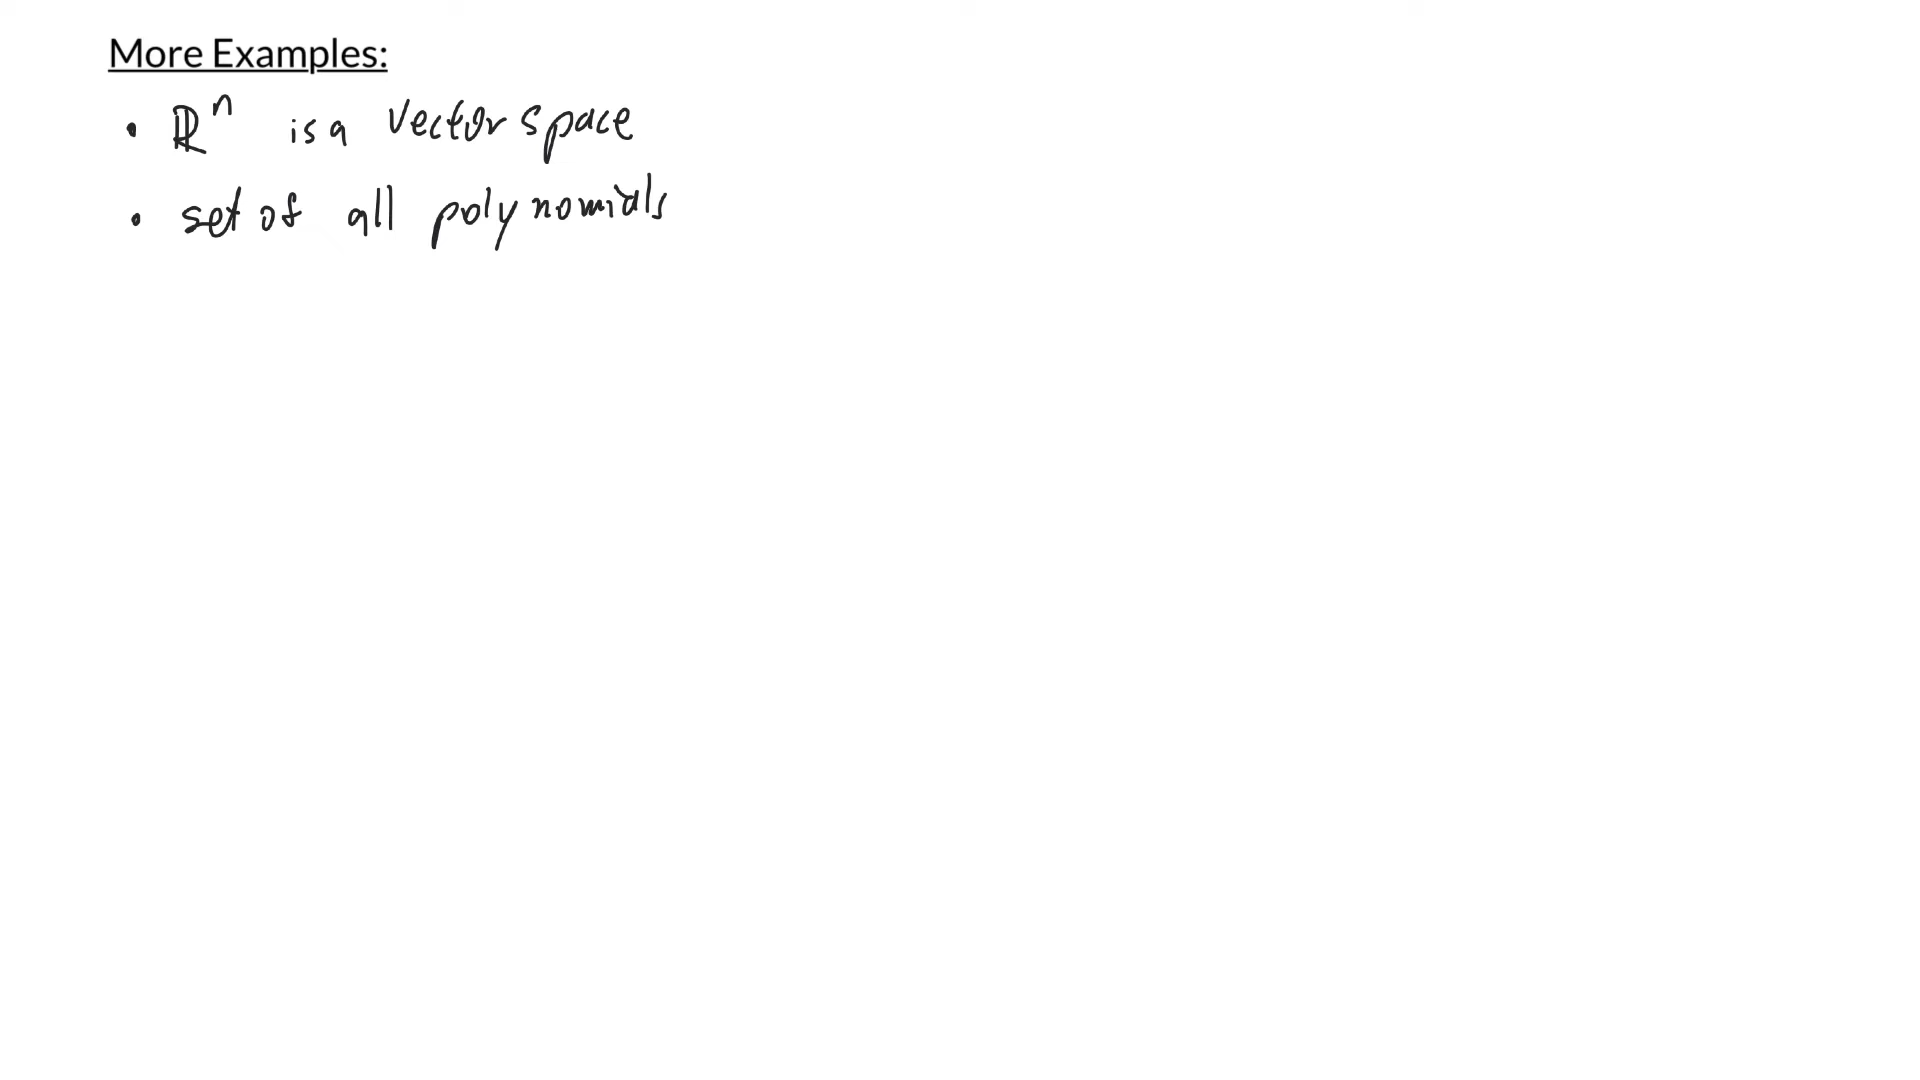 More Examples:
• ℝⁿ is a vector space
• set of all polynomials